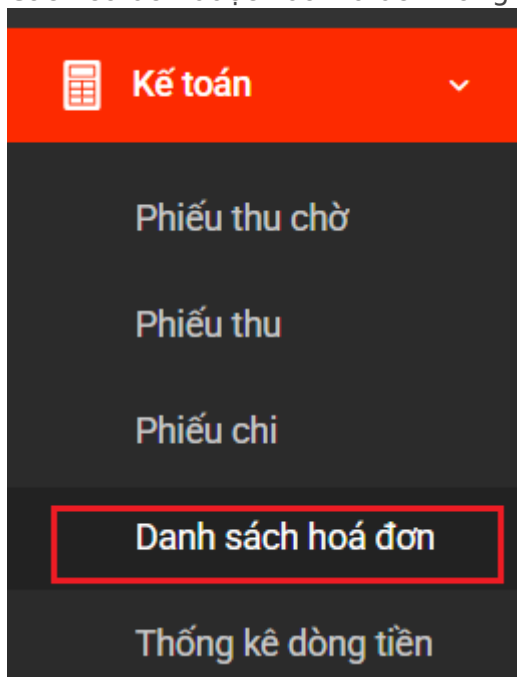 Kế toán
Phiếu thu chờ
Phiếu thu
Phiếu chi
Danh sách hoá đơn
Thống kê dòng tiền